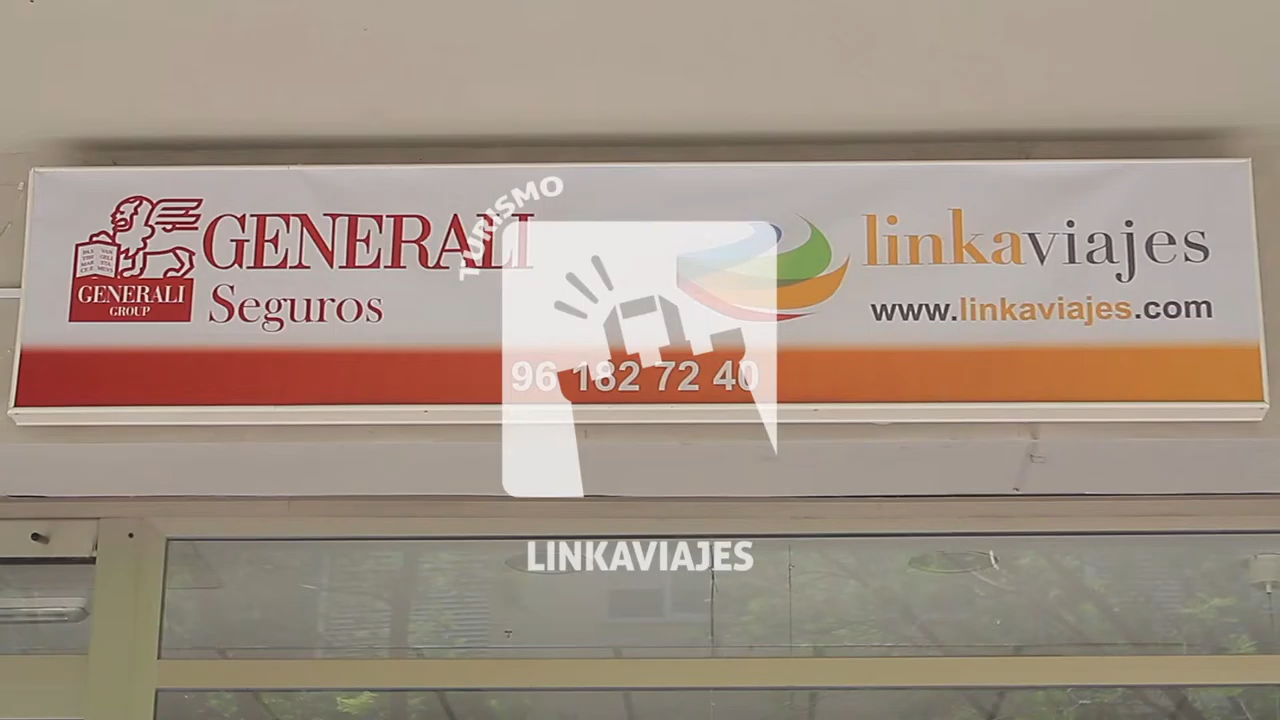 TURISMO
GENERALI
Seguros
GENERALI
GROUP
linkaviajes
www.linkaviajes.com
96 182 72 40
LINKAVIAJES